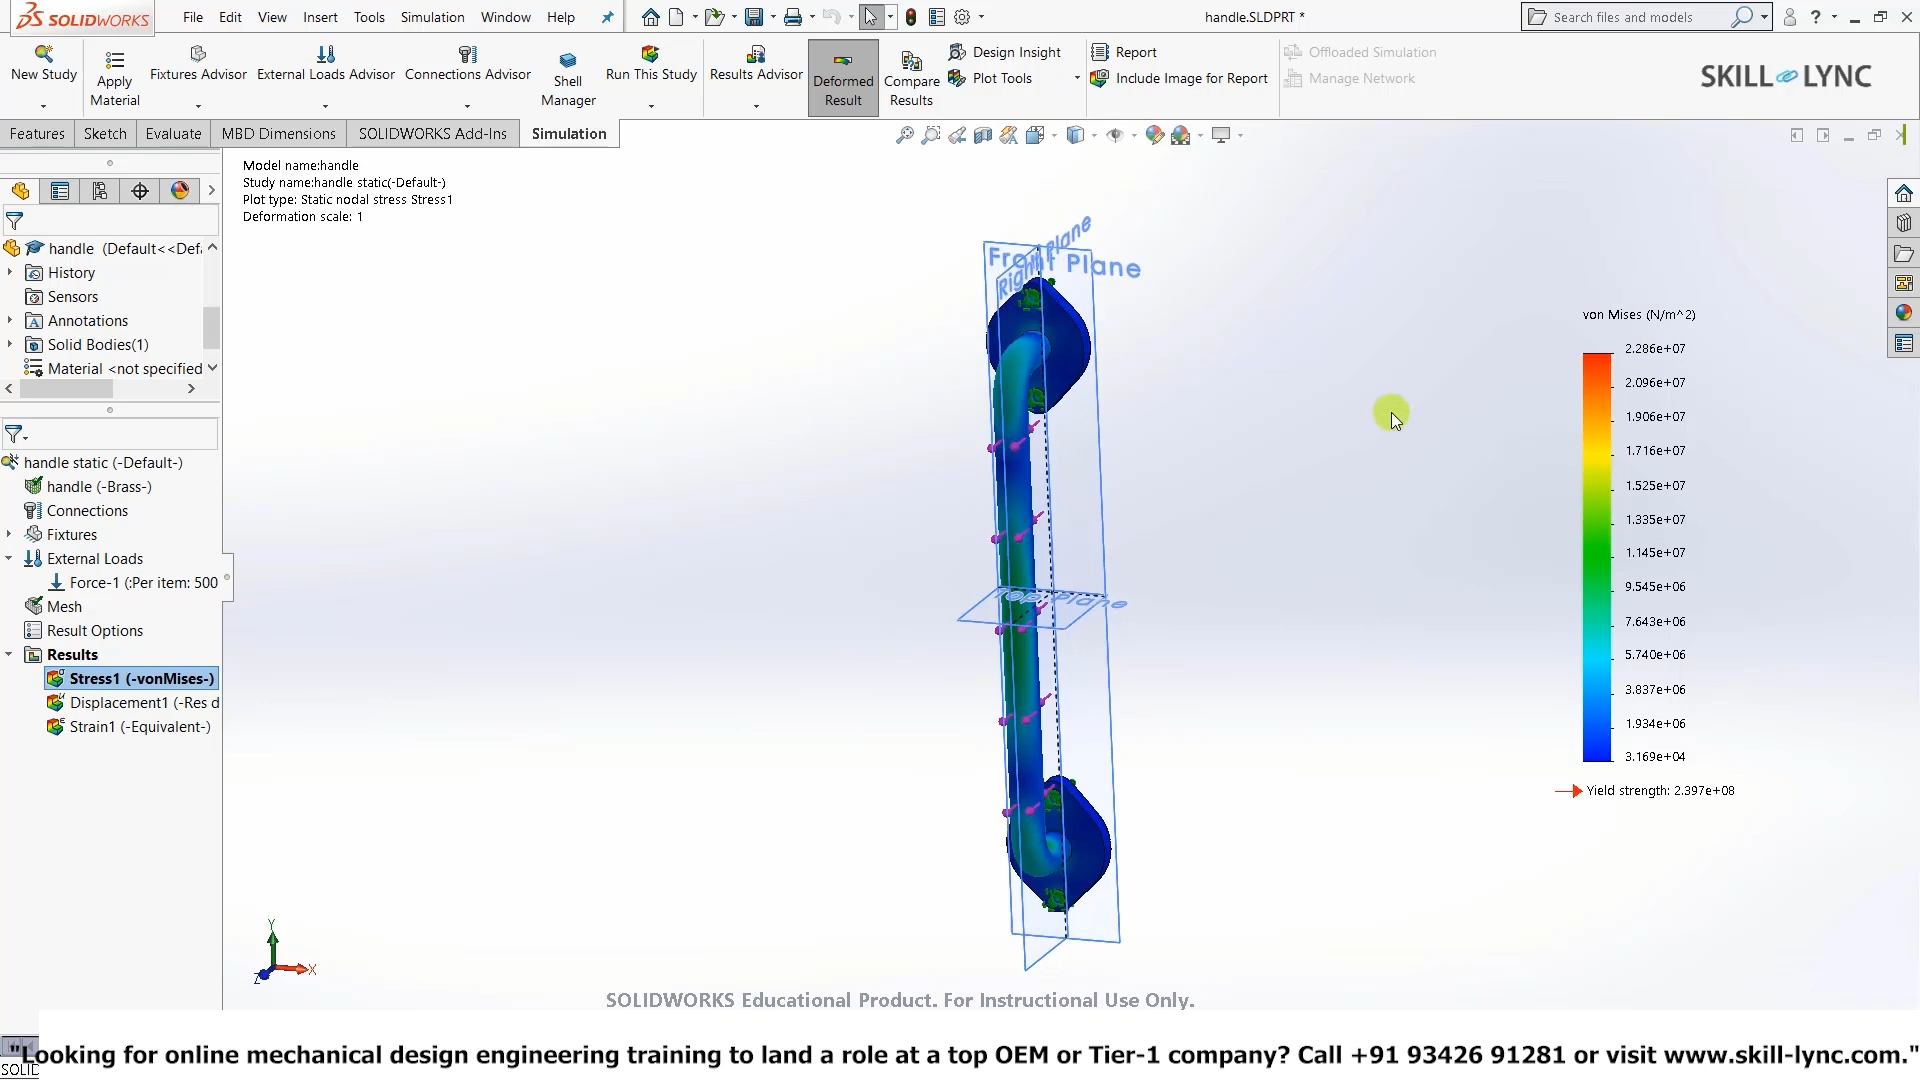 SOLIDWORKS
File Edit View Insert Tools Simulation Window Help
handle.SLDPRT *
Search files and models
New Study
Apply Material
Fixtures Advisor
External Loads Advisor
Connections Advisor
Shell Manager
Run This Study
Results Advisor
Deformed Result
Compare Results
Design Insight
Plot Tools
Report
Include Image for Report
Offloaded Simulation
Manage Network
SKILL LYNC
Features Sketch Evaluate MBD Dimensions SOLIDWORKS Add-Ins Simulation
handle (Default<<Def
History
Sensors
Annotations
Solid Bodies(1)
Material <not specified
handle static (-Default-)
handle (-Brass-)
Connections
Fixtures
External Loads
Force-1 (:Per item: 500
Mesh
Result Options
Results
Stress1 (-vonMises-)
Displacement1 (-Res d
Strain1 (-Equivalent-)
Model name:handle
Study name:handle static(-Default-)
Plot type: Static nodal stress Stress1
Deformation scale: 1
Front Plane
Right Plane
Top Plane
von Mises (N/m^2)
2.286e+07
2.096e+07
1.906e+07
1.716e+07
1.525e+07
1.335e+07
1.145e+07
9.545e+06
7.643e+06
5.740e+06
3.837e+06
1.934e+06
3.169e+04
Yield strength: 2.397e+08
Y
X
Z
SOLIDWORKS Educational Product. For Instructional Use Only.
"Looking for online mechanical design engineering training to land a role at a top OEM or Tier-1 company? Call +91 93426 91281 or visit www.skill-lync.com."
SOLID